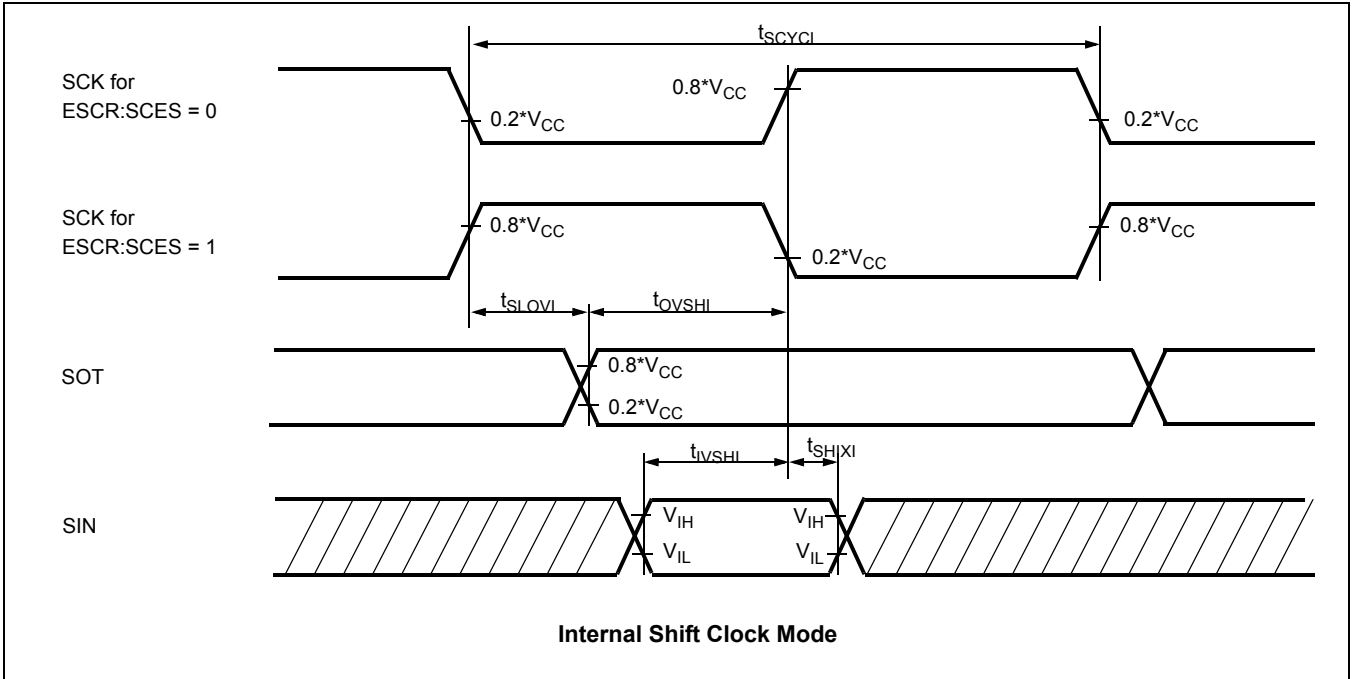 tSCYCI
SCK for
ESCR:SCES = 0
0.8*VCC
0.2*VCC
0.2*VCC
SCK for
ESCR:SCES = 1
0.8*VCC
0.8*VCC
0.2*VCC
tSLOVI
tOVSHI
SOT
0.8*VCC
0.2*VCC
tIVSHI
tSHIXI
SIN
VIH
VIH
VIL
VIL
Internal Shift Clock Mode